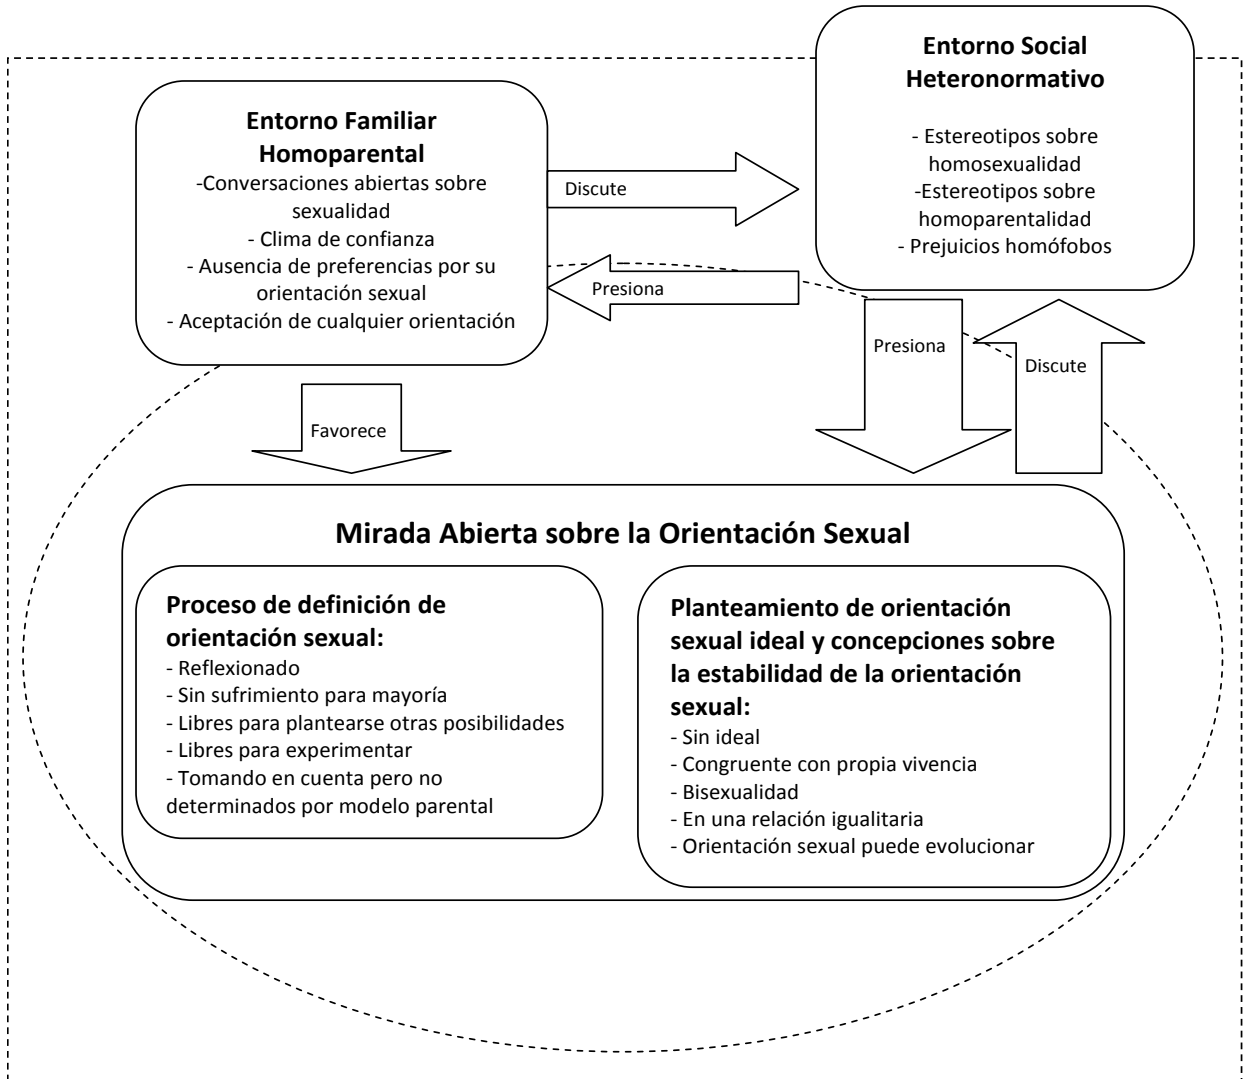 Entorno Social
Heteronormativo
- Estereotipos sobre
homosexualidad
-Estereotipos sobre
homoparentalidad
- Prejuicios homófobos
Entorno Familiar
Homoparental
-Conversaciones abiertas sobre
sexualidad
- Clima de confianza
- Ausencia de preferencias por su
orientación sexual
- Aceptación de cualquier orientación
Discute
Presiona
Presiona
Discute
Favorece
Mirada Abierta sobre la Orientación Sexual
Proceso de definición de
orientación sexual:
- Reflexionado
- Sin sufrimiento para mayoría
- Libres para plantearse otras posibilidades
- Libres para experimentar
- Tomando en cuenta pero no
determinados por modelo parental
Planteamiento de orientación
sexual ideal y concepciones sobre
la estabilidad de la orientación
sexual:
- Sin ideal
- Congruente con propia vivencia
- Bisexualidad
- En una relación igualitaria
- Orientación sexual puede evolucionar